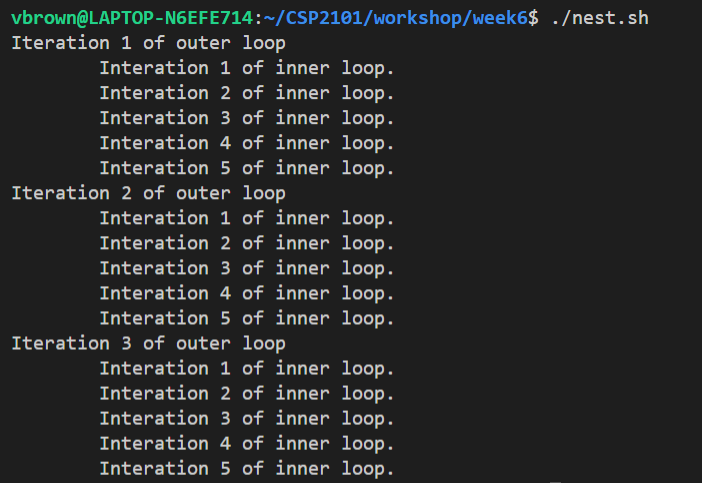 vbrown@LAPTOP-N6EFE714:~/CSP2101/workshop/week6$ ./nest.sh
Iteration 1 of outer loop
        Interation 1 of inner loop.
        Interation 2 of inner loop.
        Interation 3 of inner loop.
        Interation 4 of inner loop.
        Interation 5 of inner loop.
Iteration 2 of outer loop
        Interation 1 of inner loop.
        Interation 2 of inner loop.
        Interation 3 of inner loop.
        Interation 4 of inner loop.
        Interation 5 of inner loop.
Iteration 3 of outer loop
        Interation 1 of inner loop.
        Interation 2 of inner loop.
        Interation 3 of inner loop.
        Interation 4 of inner loop.
        Interation 5 of inner loop.